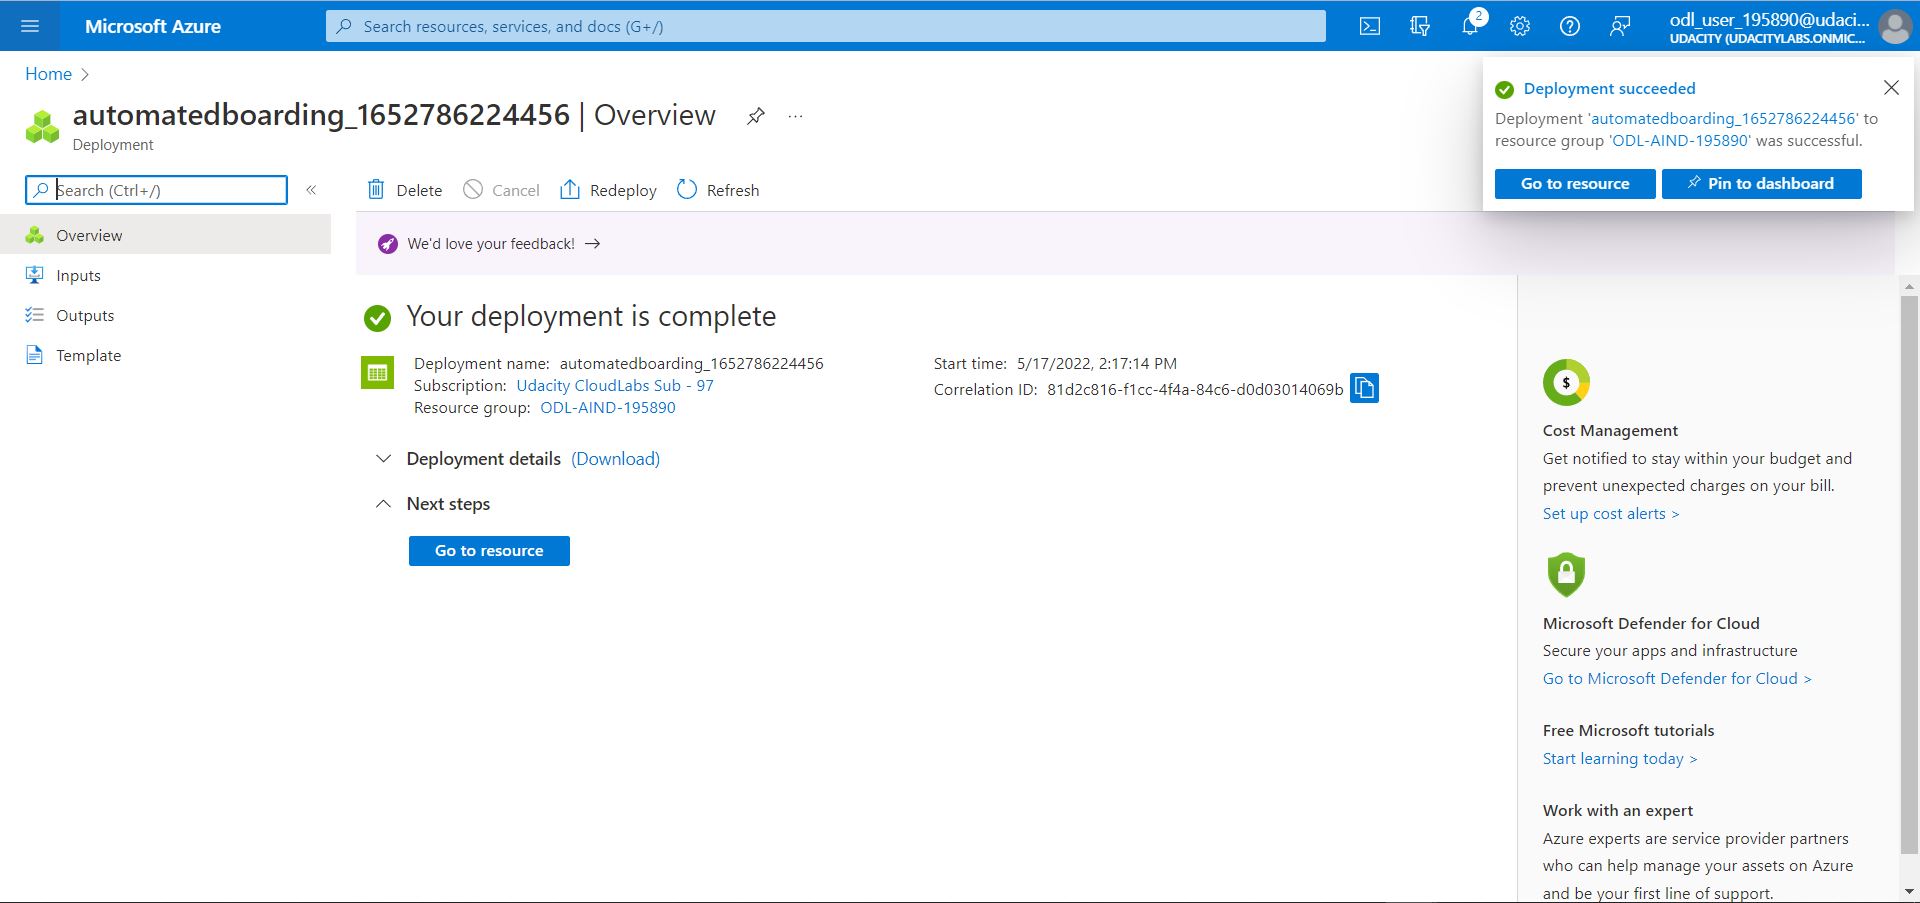 Microsoft Azure
Search resources, services, and docs (G+/)
2
odl_user_195890@udaci...
UDACITY (UDACITYLABS.ONMIC...
Home
automatedboarding_1652786224456 | Overview
...
Deployment
Search (Ctrl+/)
«
Overview
Inputs
Outputs
Template
Delete
Cancel
Redeploy
Refresh
We'd love your feedback! →
Your deployment is complete
Deployment name: automatedboarding_1652786224456
Subscription: Udacity CloudLabs Sub - 97
Resource group: ODL-AIND-195890
Start time: 5/17/2022, 2:17:14 PM
Correlation ID: 81d2c816-f1cc-4f4a-84c6-d0d03014069b
Deployment details (Download)
Next steps
Go to resource
Deployment succeeded
Deployment 'automatedboarding_1652786224456' to
resource group 'ODL-AIND-195890' was successful.
Go to resource
Pin to dashboard
$
Cost Management
Get notified to stay within your budget and
prevent unexpected charges on your bill.
Set up cost alerts >
Microsoft Defender for Cloud
Secure your apps and infrastructure
Go to Microsoft Defender for Cloud >
Free Microsoft tutorials
Start learning today >
Work with an expert
Azure experts are service provider partners
who can help manage your assets on Azure
and be your first line of support.